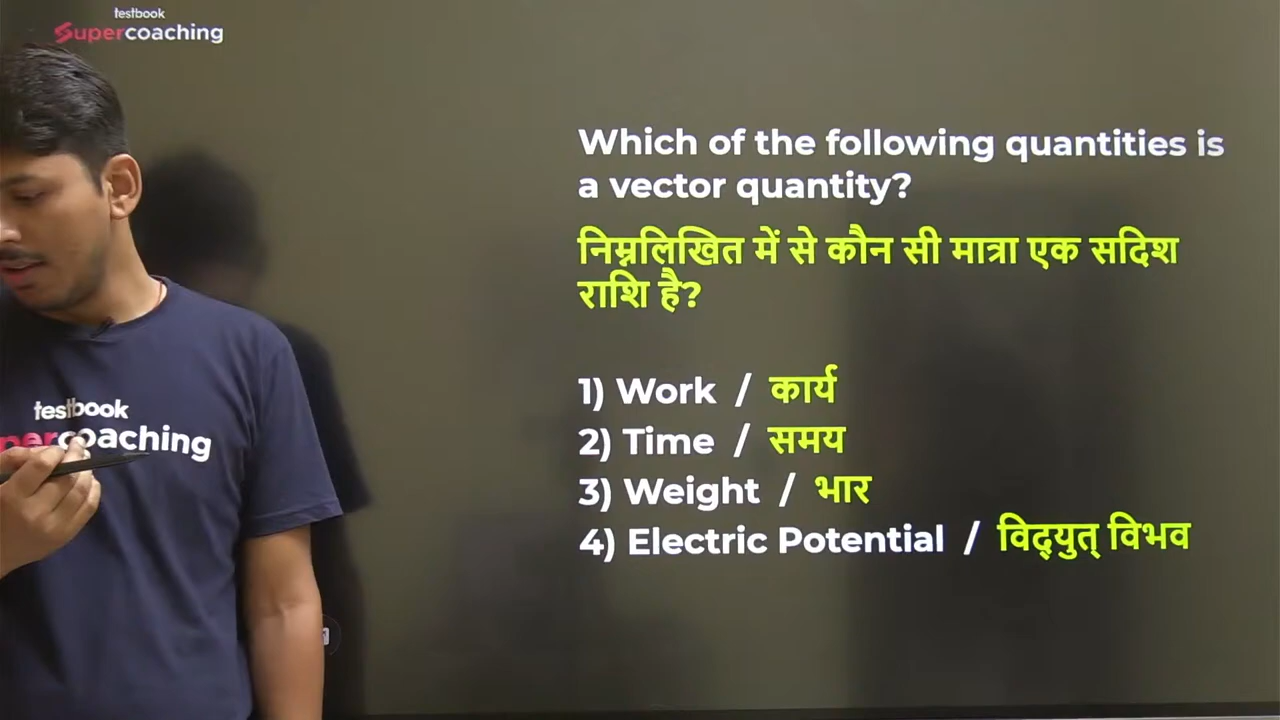 testbook
Supercoaching
Which of the following quantities is
a vector quantity?
निम्नलिखित में से कौन सी मात्रा एक सदिश
राशि है?
1) Work / कार्य
2) Time / समय
3) Weight / भार
4) Electric Potential / विद्युत् विभव
testbook
percoaching